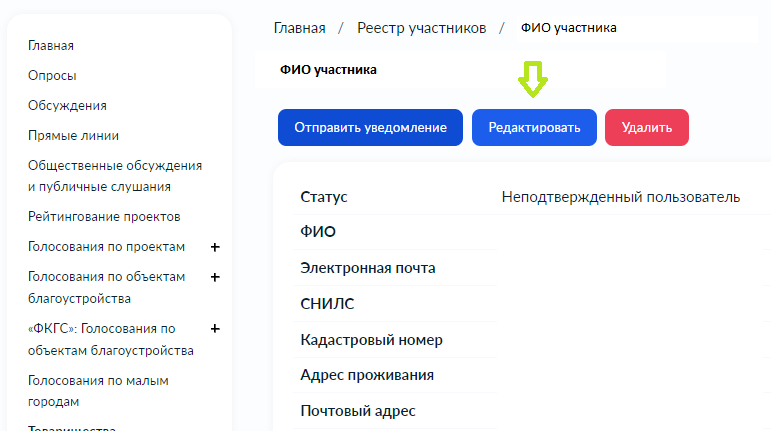 Главная
Опросы
Обсуждения
Прямые линии
Общественные обсуждения
и публичные слушания
Рейтингование проектов
Голосования по проектам +
Голосования по объектам +
благоустройства
«ФКГС»: Голосования по +
объектам благоустройства
Голосования по малым
городам
Товарищества
Главная / Реестр участников / ФИО участника
ФИО участника
Отправить уведомление Редактировать Удалить
Статус Неподтвержденный пользователь
ФИО
Электронная почта
СНИЛС
Кадастровый номер
Адрес проживания
Почтовый адрес